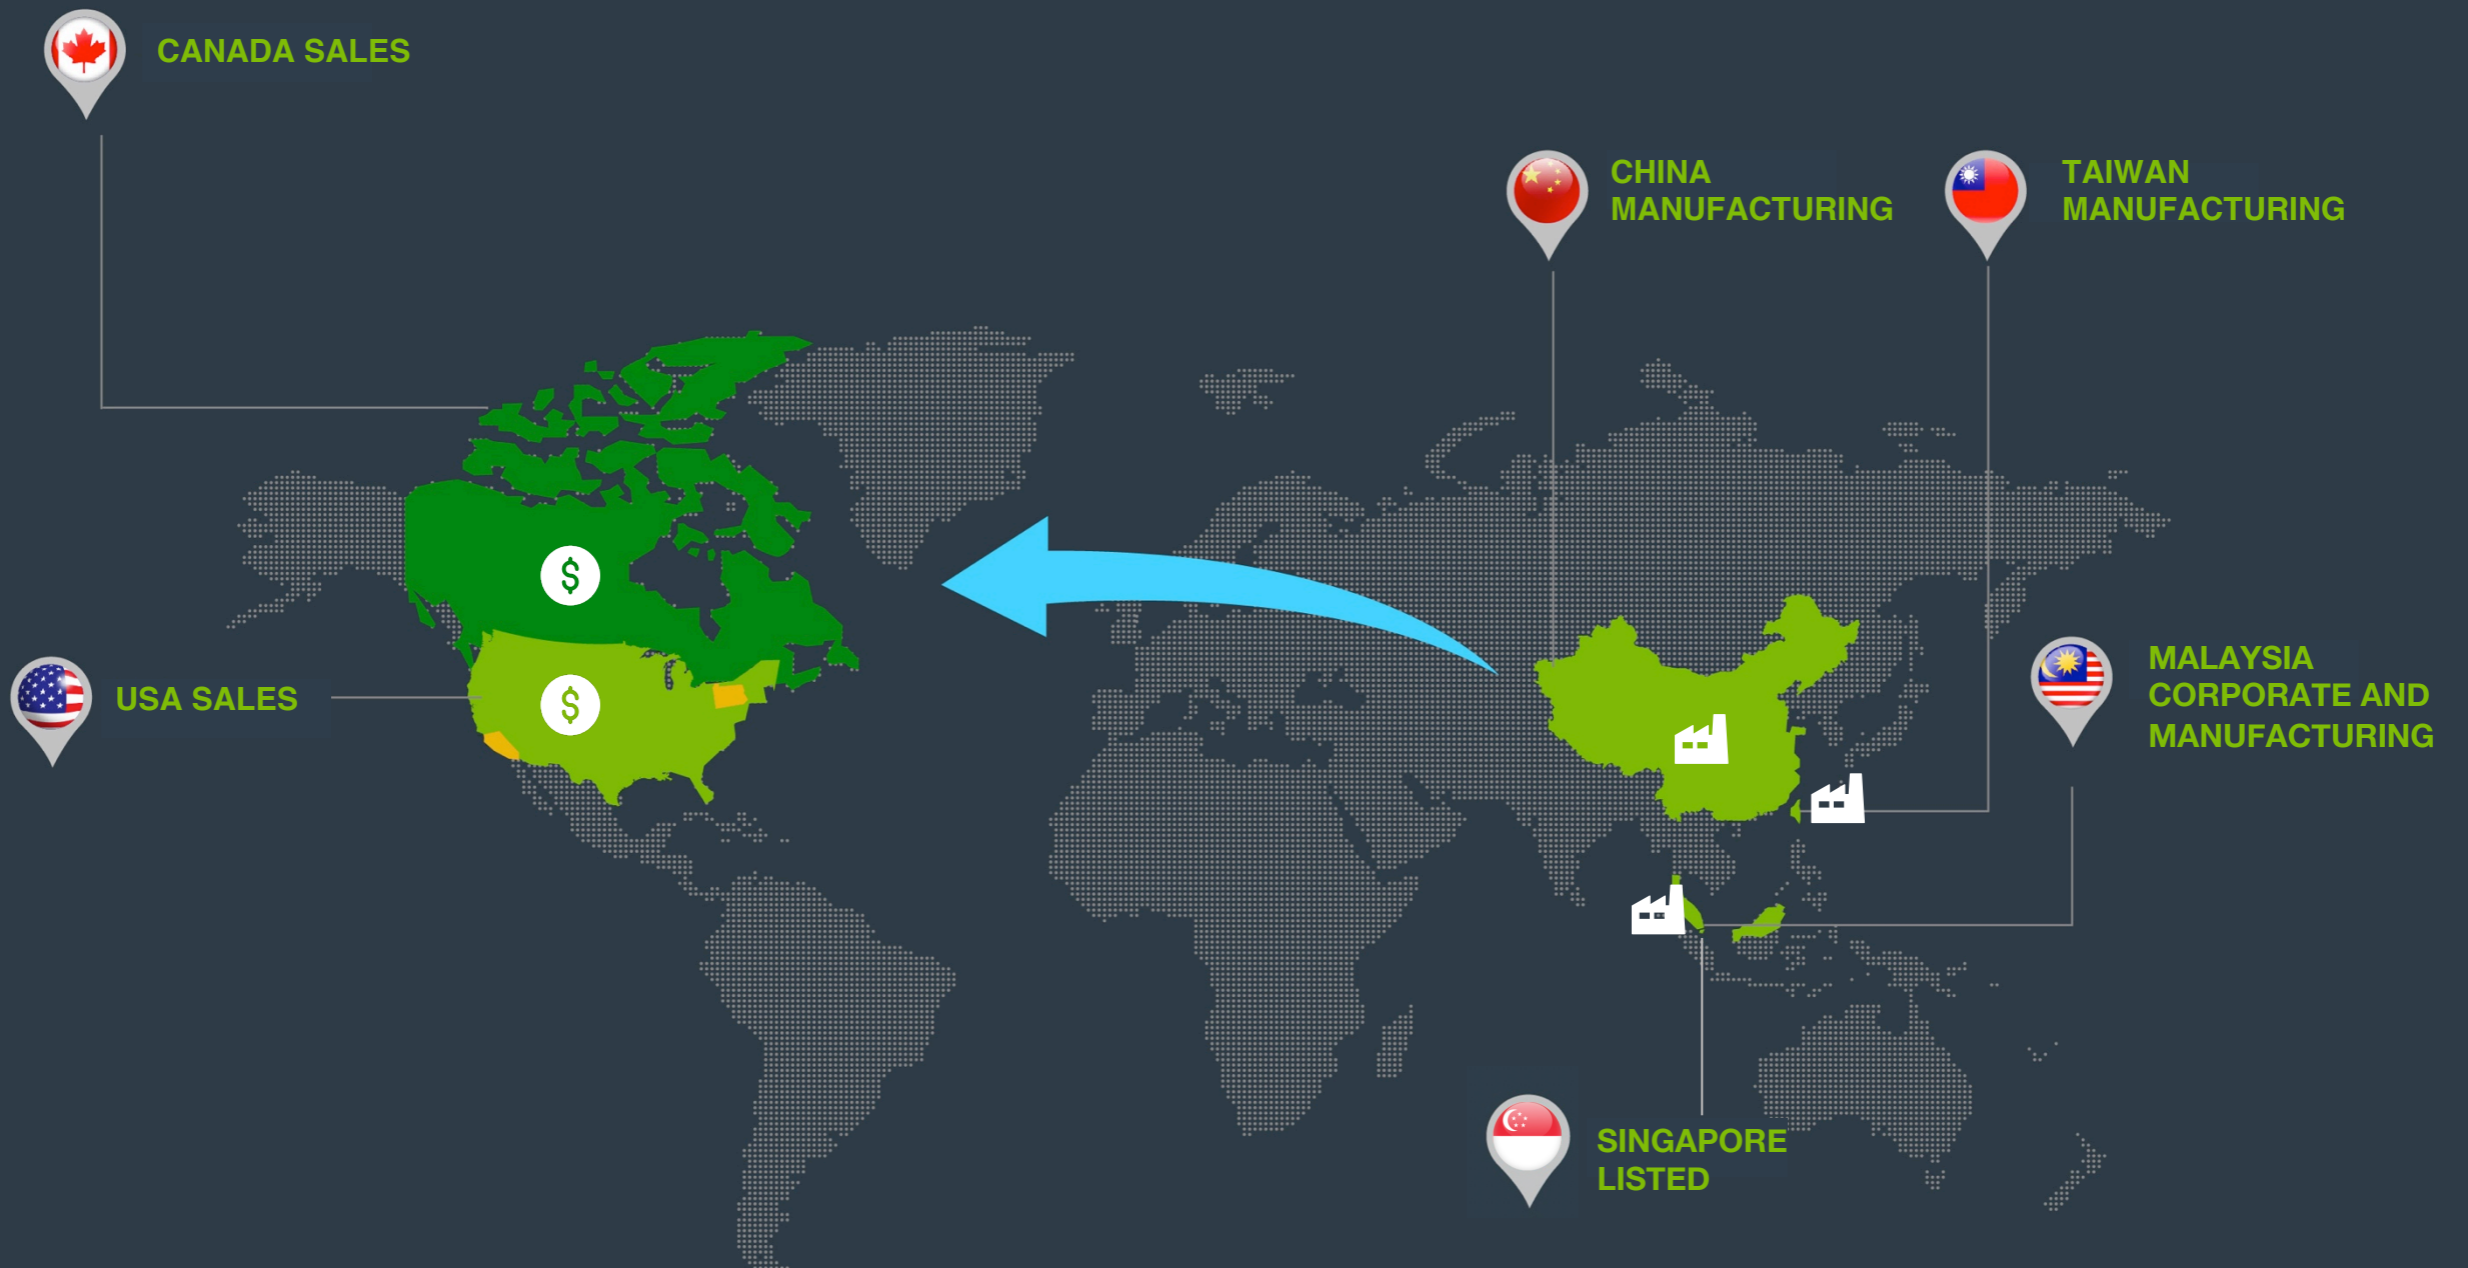 CANADA SALES
CHINA
MANUFACTURING
TAIWAN
MANUFACTURING
USA SALES
$
$
MALAYSIA
CORPORATE AND
MANUFACTURING
SINGAPORE
LISTED